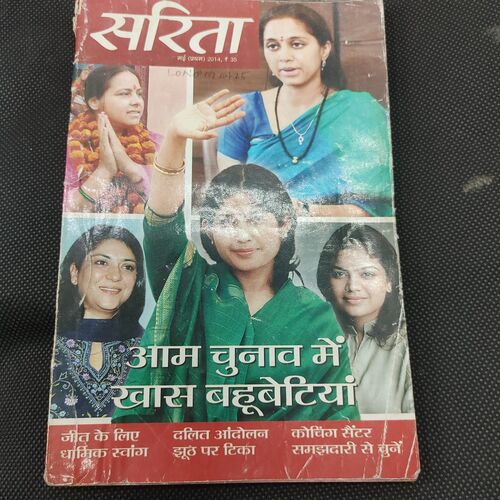 सरिता
मई (प्रथम) 2014, ₹ 35
आम चुनाव में
खास बहूबेटियां
जीत के लिए
धार्मिक स्वांग
दलित आंदोलन
झूठ पर टिका
कोचिंग सैंटर
समझदारी से चुनें